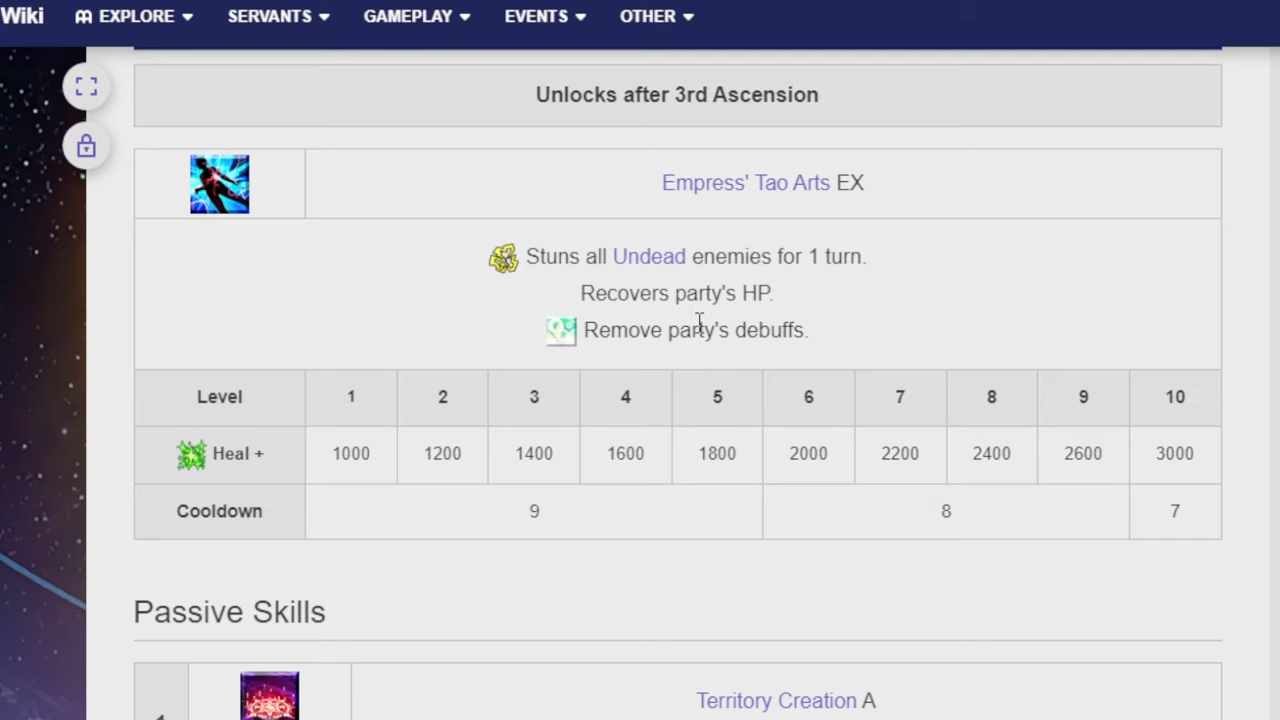 Wiki EXPLORE SERVANTS GAMEPLAY EVENTS OTHER
Unlocks after 3rd Ascension
Empress' Tao Arts EX
Stuns all Undead enemies for 1 turn.
Recovers party's HP.
Remove party's debuffs.
Level 1 2 3 4 5 6 7 8 9 10
Heal + 1000 1200 1400 1600 1800 2000 2200 2400 2600 3000
Cooldown 9 8 7
Passive Skills
Territory Creation A